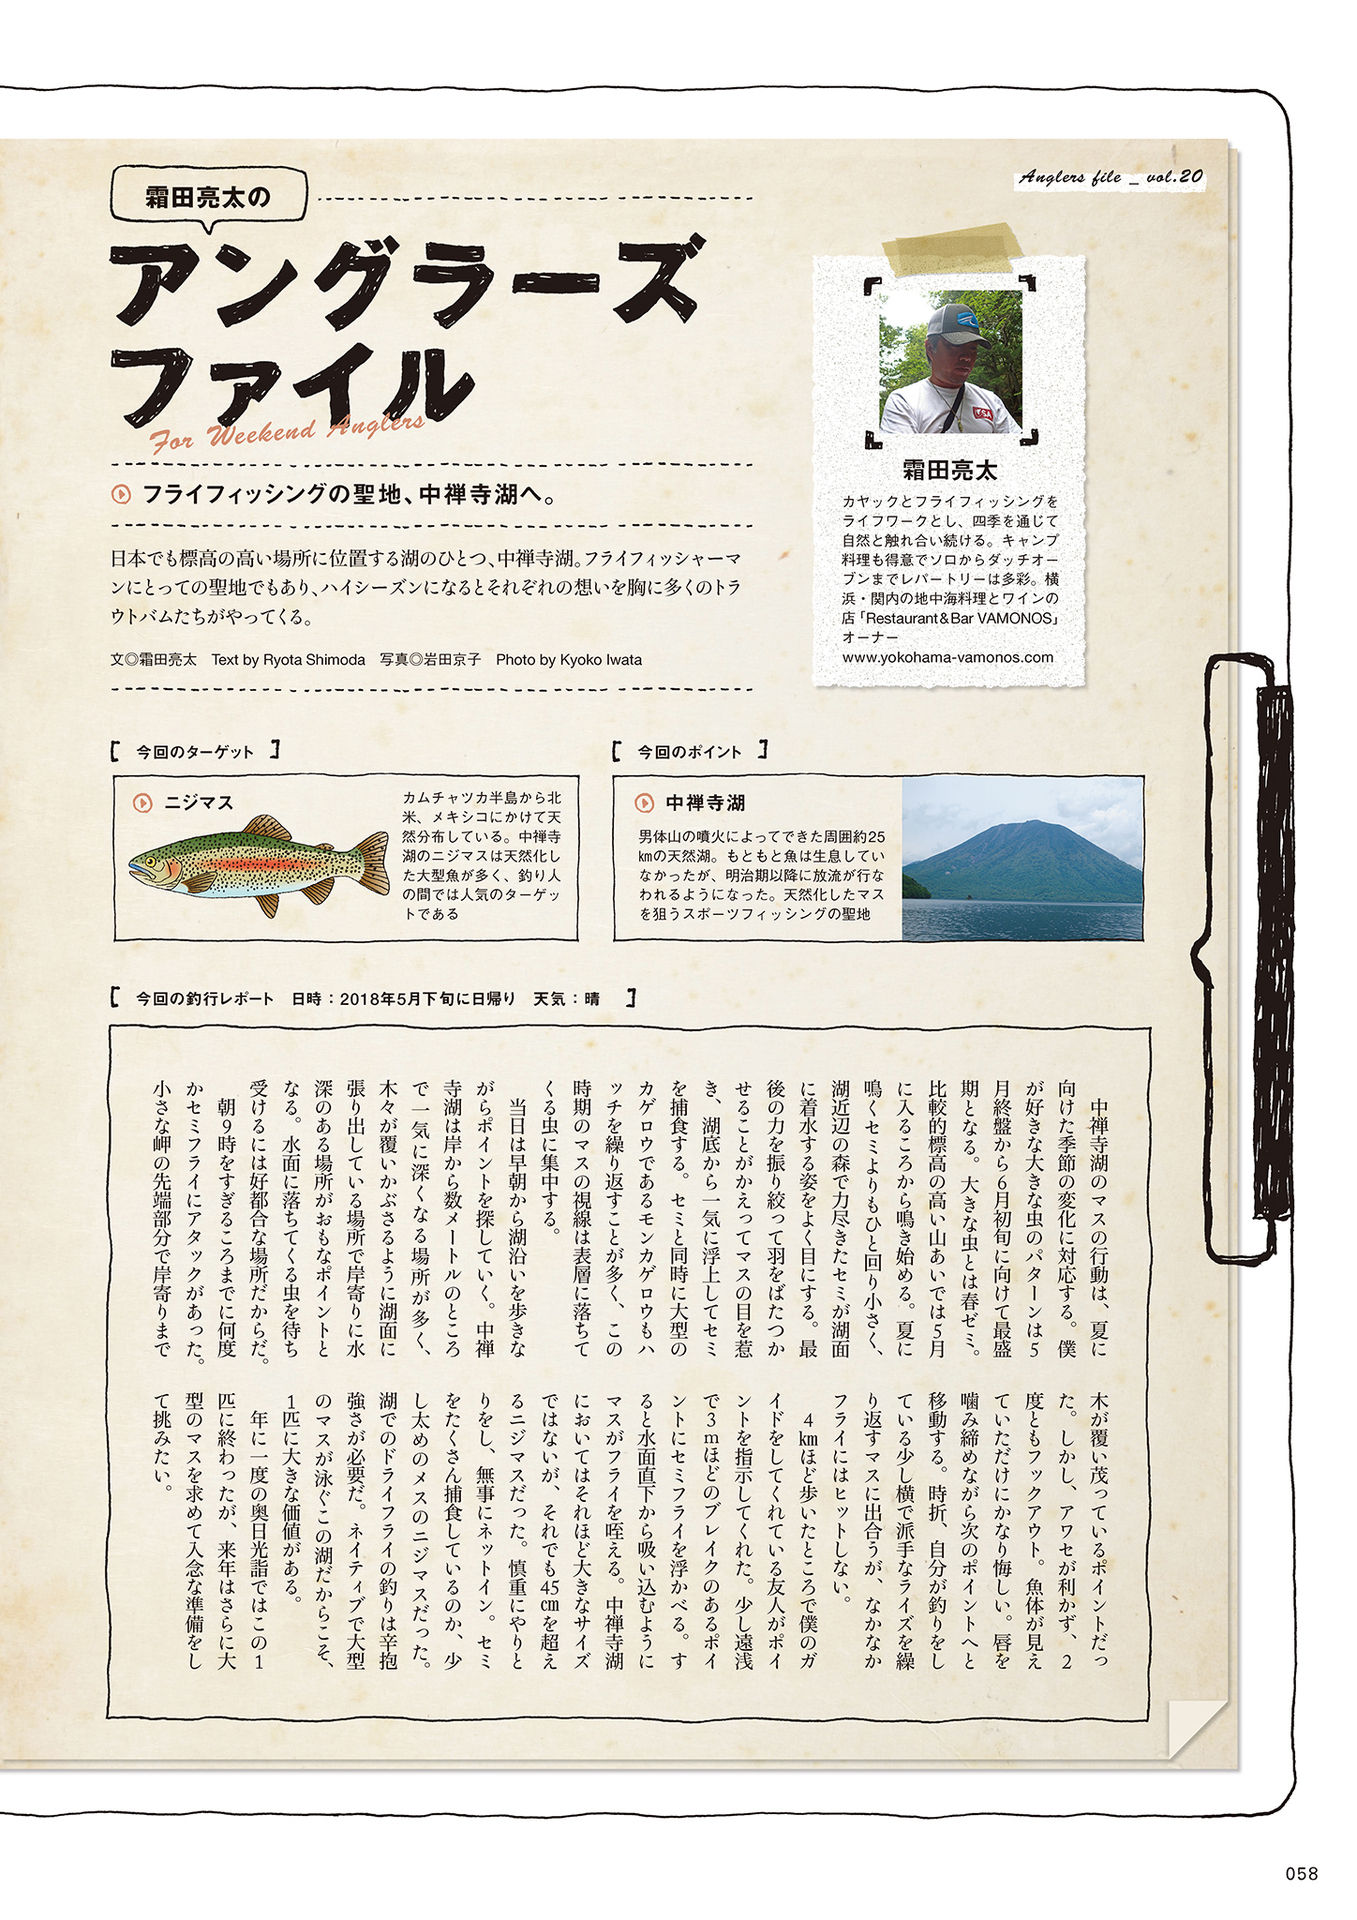 Anglers file _ vol.20
霜田亮太の
アングラーズ
ファイル
For Weekend Anglers
フライフィッシングの聖地、中禅寺湖へ。
日本でも標高の高い場所に位置する湖のひとつ、中禅寺湖。フライフィッシャーマ
ンにとっての聖地でもあり、ハイシーズンになるとそれぞれの想いを胸に多くのトラ
ウトバムたちがやってくる。
文◎霜田亮太 Text by Ryota Shimoda 写真◎岩田京子 Photo by Kyoko Iwata
霜田亮太
カヤックとフライフィッシングを
ライフワークとし、四季を通じて
自然と触れ合い続ける。キャンプ
料理も得意でソロからダッチオー
ブンまでレパートリーは多彩。横
浜・関内の地中海料理とワインの
店「Restaurant&Bar VAMONOS」
オーナー
www.yokohama-vamonos.com
[ 今回のターゲット ]
ニジマス
カムチャツカ半島から北
米、メキシコにかけて天
然分布している。中禅寺
湖のニジマスは天然化し
た大型魚が多く、釣り人
の間では人気のターゲッ
トである
[ 今回のポイント ]
中禅寺湖
男体山の噴火によってできた周囲約25
㎞の天然湖。もともと魚は生息してい
なかったが、明治期以降に放流が行な
われるようになった。天然化したマス
を狙うスポーツフィッシングの聖地
[ 今回の釣行レポート 日時：2018年5月下旬に日帰り 天気：晴 ]
中禅寺湖のマスの行動は、夏に
向けた季節の変化に対応する。僕
が好きな大きな虫のパターンは5
月終盤から6月初旬に向けて最盛
期となる。大きな虫とは春ゼミ。
比較的標高の高い山あいでは5月
に入るころから鳴き始める。夏に
鳴くセミよりもひと回り小さく、
湖近辺の森で力尽きたセミが湖面
に着水する姿をよく目にする。最
後の力を振り絞って羽をばたつか
せることがかえってマスの目を惹
き、湖底から一気に浮上してセミ
を捕食する。セミと同時に大型の
カゲロウであるモンカゲロウもハ
ッチを繰り返すことが多く、この
時期のマスの視線は表層に落ちて
くる虫に集中する。
当日は早朝から湖沿いを歩きな
がらポイントを探していく。中禅
寺湖は岸から数メートルのところ
で一気に深くなる場所が多く、
木々が覆いかぶさるように湖面に
張り出している場所で岸寄りに水
深のある場所がおもなポイントと
なる。水面に落ちてくる虫を待ち
受けるには好都合な場所だからだ。
朝9時をすぎるころまでに何度
かセミフライにアタックがあった。
小さな岬の先端部分で岸寄りまで
木が覆い茂っているポイントだっ
た。しかし、アワセが利かず、2
度ともフックアウト。魚体が見え
ていただけにかなり悔しい。唇を
噛み締めながら次のポイントへと
移動する。時折、自分が釣りをし
ている少し横で派手なライズを繰
り返すマスに出合うが、なかなか
フライにはヒットしない。
4㎞ほど歩いたところで僕のガ
イドをしてくれている友人がポイ
ントを指示してくれた。少し遠浅
で3mほどのブレイクのあるポイ
ントにセミフライを浮かべる。す
ると水面直下から吸い込むように
マスがフライを咥える。中禅寺湖
においてはそれほど大きなサイズ
ではないが、それでも45㎝を超え
るニジマスだった。慎重にやりと
りをし、無事にネットイン。セミ
をたくさん捕食しているのか、少
し太めのメスのニジマスだった。
湖でのドライフライの釣りは辛抱
強さが必要だ。ネイティブで大型
のマスが泳ぐこの湖だからこそ、
1匹に大きな価値がある。
年に一度の奥日光詣ではこの1
匹に終わったが、来年はさらに大
型のマスを求めて入念な準備をし
て挑みたい。
058